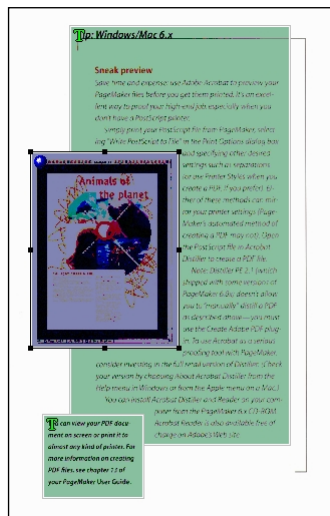 Tip: Windows/Mac 6.x
Sneak preview
Save time and expense: use Adobe Acrobat to preview your
PageMaker files before you get them printed. It's an excel-
lent way to proof your high-end job especially when you
don't have a PostScript printer.
Simply print your PostScript file from PageMaker, select-
ing "Write PostScript to File" in the Print Options dialog box
and specifying other desired
settings such as separations
(or use Printer Styles when you
create a PDF, if you prefer). Ei-
ther of these methods can mir-
ror your printer settings (Page-
Maker's automated method of
creating a PDF may not). Open
the PostScript file in Acrobat
Distiller to create a PDF file.
Note: Distiller PE 2.1 (which
shipped with some versions of
PageMaker 6.0x) doesn't allow
you to "manually" distill a PDF
as described above—you must
use the Create Adobe PDF plug-
in. To use Acrobat as a serious
proofing tool with PageMaker,
consider investing in the full retail version of Distiller. (Check
your version by choosing About Acrobat Distiller from the
Help menu in Windows or from the Apple menu on a Mac.)
You can install Acrobat Distiller and Reader on your com-
puter from the PageMaker 6.x CD-ROM.
Acrobat Reader is also available free of
charge on Adobe's Web site.
Animals of
the planet
You can view your PDF docu-
ment on screen or print it to
almost any kind of printer. For
more information on creating
PDF files, see chapter 13 of
your PageMaker User Guide.